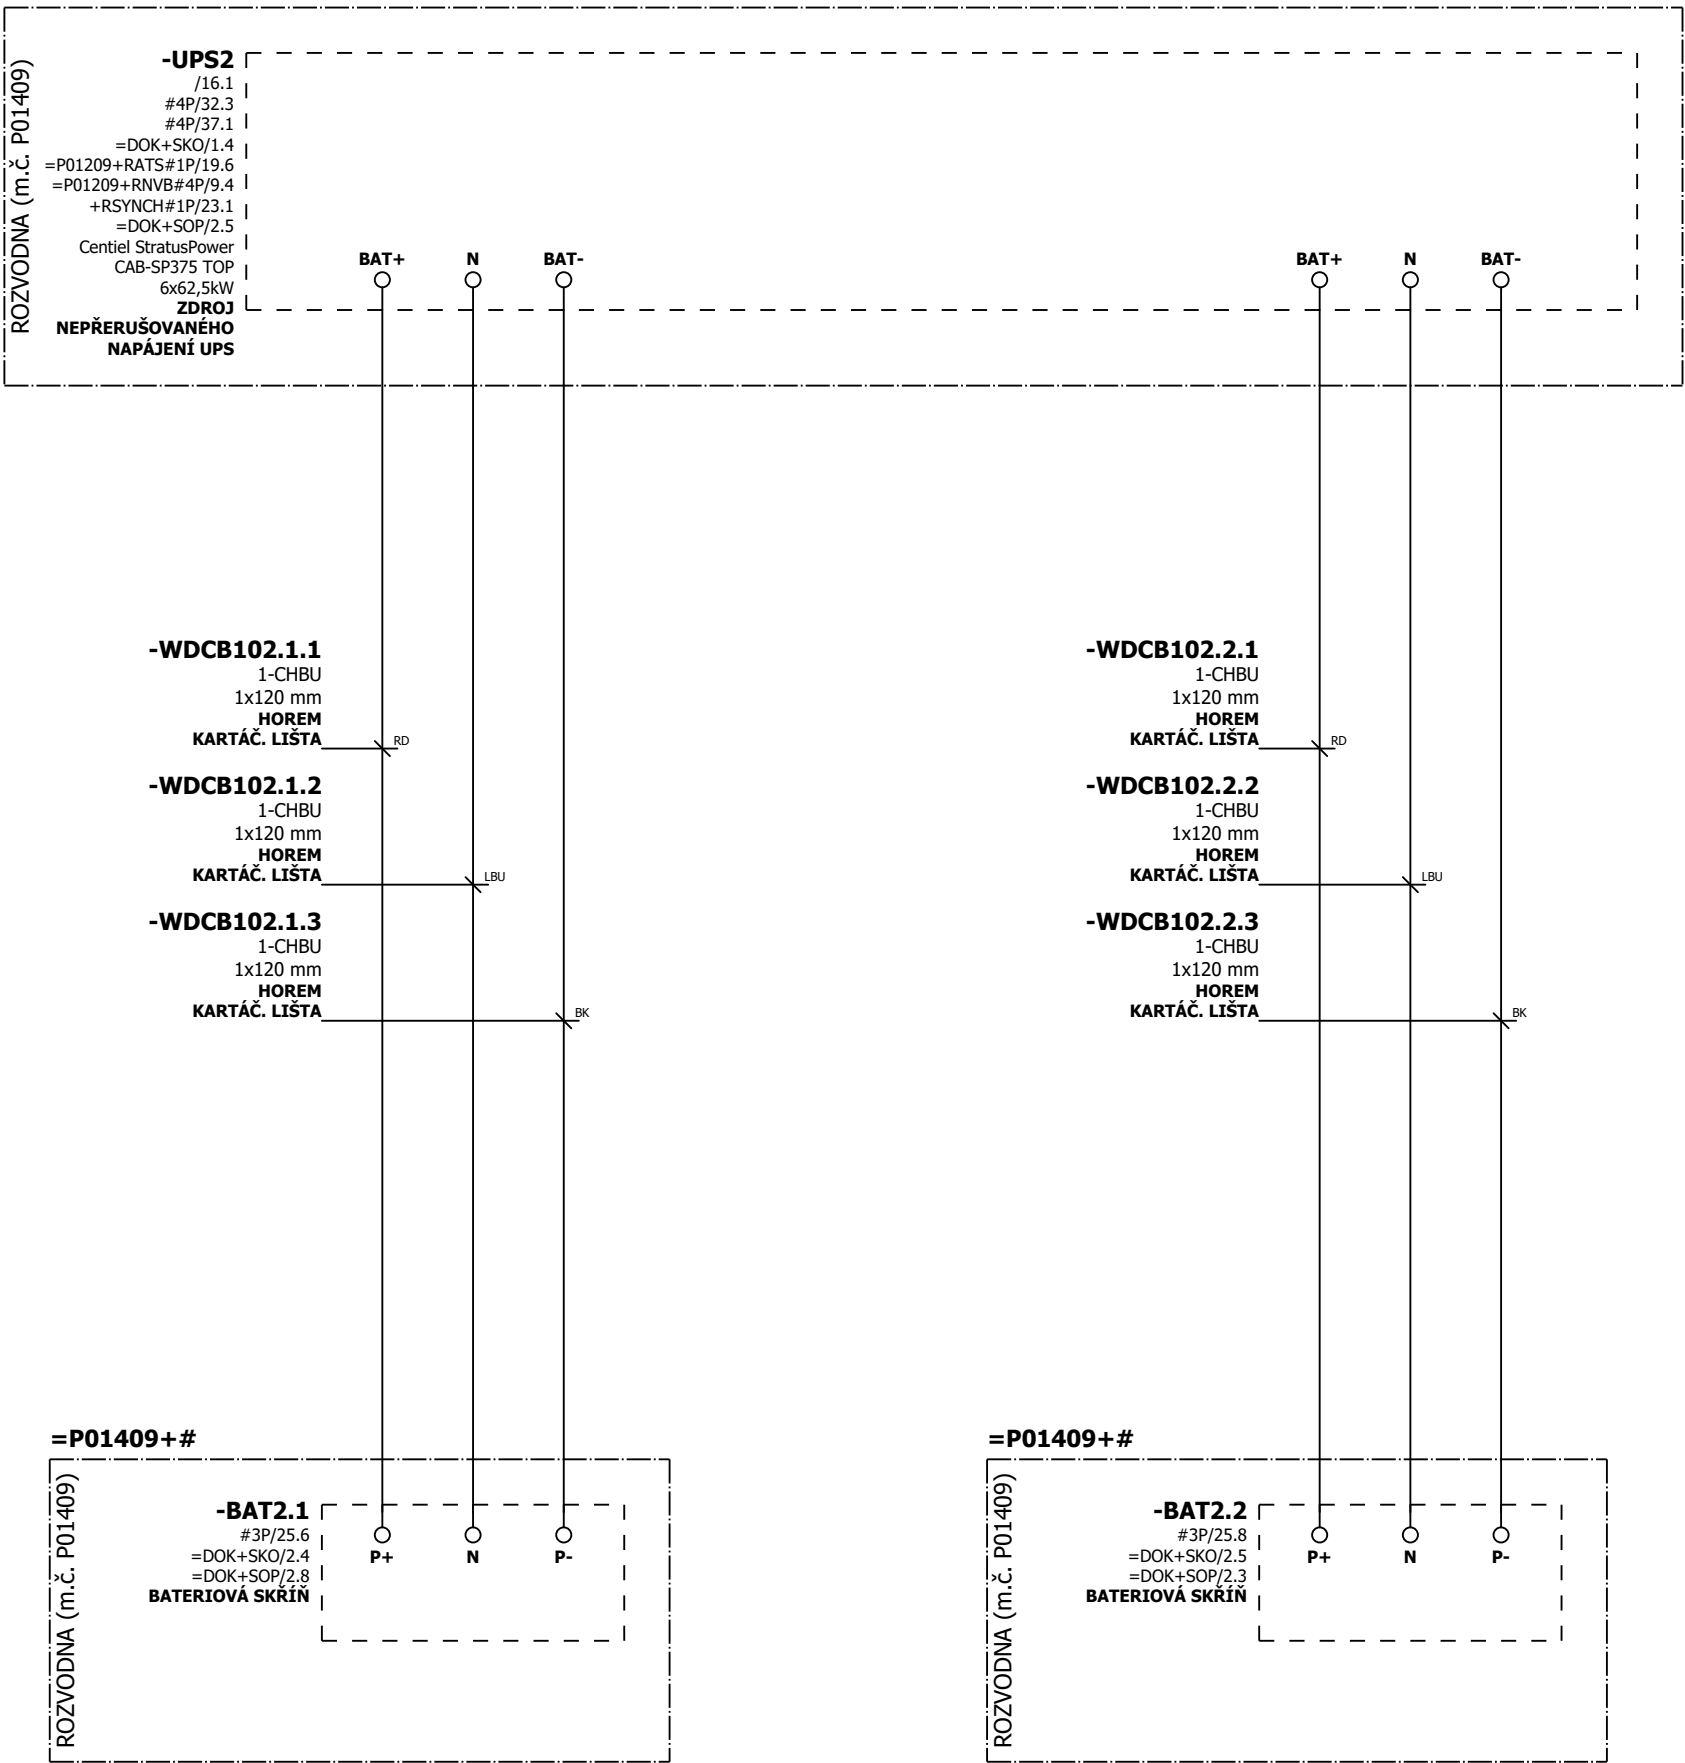 ROZVODNA (m.č. P01409)
-UPS2
/16.1
#4P/32.3
#4P/37.1
=DOK+SKO/1.4
=P01209+RATS#1P/19.6
=P01209+RNVB#4P/9.4
+RSYNCH#1P/23.1
=DOK+SOP/2.5
Centiel StratusPower
CAB-SP375 TOP
6x62,5kW
ZDROJ
NEPŘERUŠOVANÉHO
NAPÁJENÍ UPS
BAT+ N BAT-
BAT+ N BAT-
-WDCB102.1.1
1-CHBU
1x120 mm
HOREM
KARTÁČ. LIŠTA
RD
-WDCB102.1.2
1-CHBU
1x120 mm
HOREM
KARTÁČ. LIŠTA
LBU
-WDCB102.1.3
1-CHBU
1x120 mm
HOREM
KARTÁČ. LIŠTA
BK
-WDCB102.2.1
1-CHBU
1x120 mm
HOREM
KARTÁČ. LIŠTA
RD
-WDCB102.2.2
1-CHBU
1x120 mm
HOREM
KARTÁČ. LIŠTA
LBU
-WDCB102.2.3
1-CHBU
1x120 mm
HOREM
KARTÁČ. LIŠTA
BK
=P01409+#
ROZVODNA (m.č. P01409)
-BAT2.1
#3P/25.6
=DOK+SKO/2.4
=DOK+SOP/2.8
BATERIOVÁ SKŘÍŇ
P+ N P-
=P01409+#
ROZVODNA (m.č. P01409)
-BAT2.2
#3P/25.8
=DOK+SKO/2.5
=DOK+SOP/2.3
BATERIOVÁ SKŘÍŇ
P+ N P-